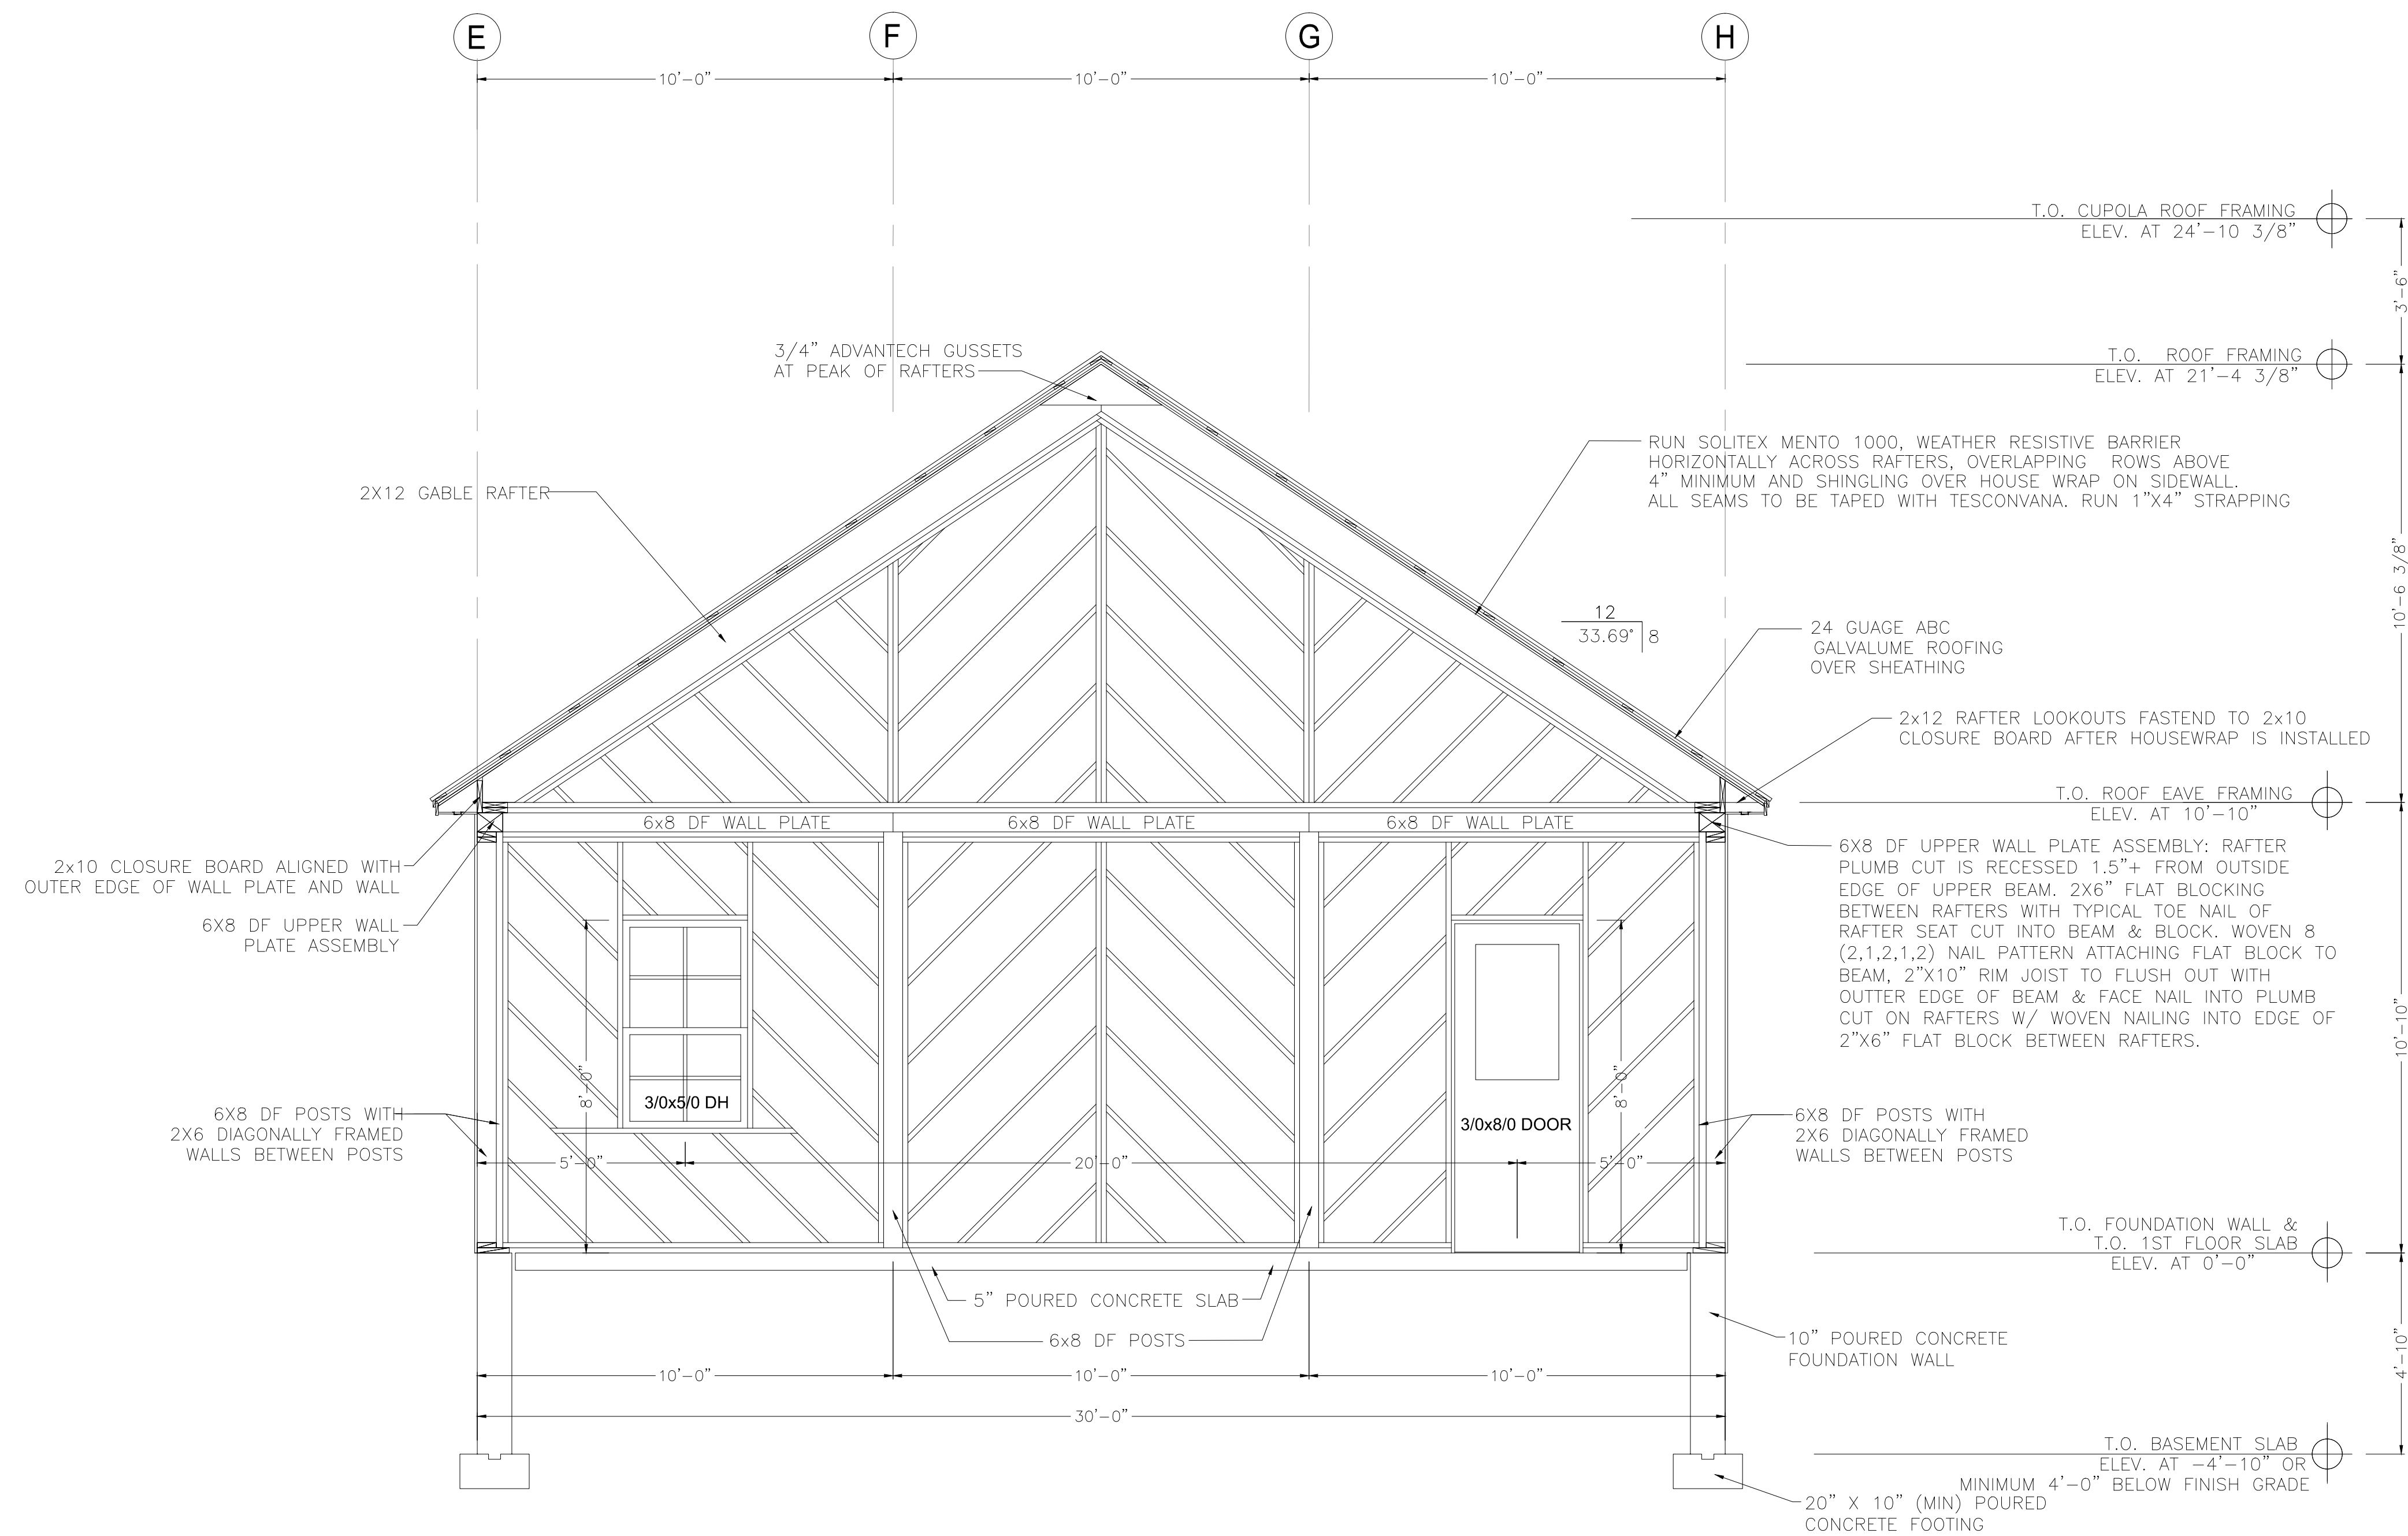 E
F
G
H
10'-0"
10'-0"
10'-0"
T.O. CUPOLA ROOF FRAMING
ELEV. AT 24'-10 3/8"
3'-6"
T.O. ROOF FRAMING
ELEV. AT 21'-4 3/8"
3/4" ADVANTECH GUSSETS
AT PEAK OF RAFTERS
RUN SOLITEX MENTO 1000, WEATHER RESISTIVE BARRIER
HORIZONTALLY ACROSS RAFTERS, OVERLAPPING ROWS ABOVE
4" MINIMUM AND SHINGLING OVER HOUSE WRAP ON SIDEWALL.
ALL SEAMS TO BE TAPED WITH TESCONVANA. RUN 1"X4" STRAPPING
2X12 GABLE RAFTER
10'-6 3/8"
12
33.69°
8
24 GUAGE ABC
GALVALUME ROOFING
OVER SHEATHING
2x12 RAFTER LOOKOUTS FASTEND TO 2x10
CLOSURE BOARD AFTER HOUSEWRAP IS INSTALLED
T.O. ROOF EAVE FRAMING
ELEV. AT 10'-10"
6x8 DF WALL PLATE
6x8 DF WALL PLATE
6x8 DF WALL PLATE
2x10 CLOSURE BOARD ALIGNED WITH
OUTER EDGE OF WALL PLATE AND WALL
6X8 DF UPPER WALL
PLATE ASSEMBLY
6X8 DF UPPER WALL PLATE ASSEMBLY: RAFTER
PLUMB CUT IS RECESSED 1.5"+ FROM OUTSIDE
EDGE OF UPPER BEAM. 2X6" FLAT BLOCKING
BETWEEN RAFTERS WITH TYPICAL TOE NAIL OF
RAFTER SEAT CUT INTO BEAM & BLOCK. WOVEN 8
(2,1,2,1,2) NAIL PATTERN ATTACHING FLAT BLOCK TO
BEAM, 2"X10" RIM JOIST TO FLUSH OUT WITH
OUTTER EDGE OF BEAM & FACE NAIL INTO PLUMB
CUT ON RAFTERS W/ WOVEN NAILING INTO EDGE OF
2"X6" FLAT BLOCK BETWEEN RAFTERS.
10'-10"
8'-0"
3/0x5/0 DH
8'-0"
3/0x8/0 DOOR
6X8 DF POSTS WITH
2X6 DIAGONALLY FRAMED
WALLS BETWEEN POSTS
6X8 DF POSTS WITH
2X6 DIAGONALLY FRAMED
WALLS BETWEEN POSTS
5'-0"
20'-0"
5'-0"
T.O. FOUNDATION WALL &
T.O. 1ST FLOOR SLAB
ELEV. AT 0'-0"
5" POURED CONCRETE SLAB
6x8 DF POSTS
10" POURED CONCRETE
FOUNDATION WALL
4'-10"
10'-0"
10'-0"
10'-0"
30'-0"
T.O. BASEMENT SLAB
ELEV. AT -4'-10" OR
MINIMUM 4'-0" BELOW FINISH GRADE
20" X 10" (MIN) POURED
CONCRETE FOOTING